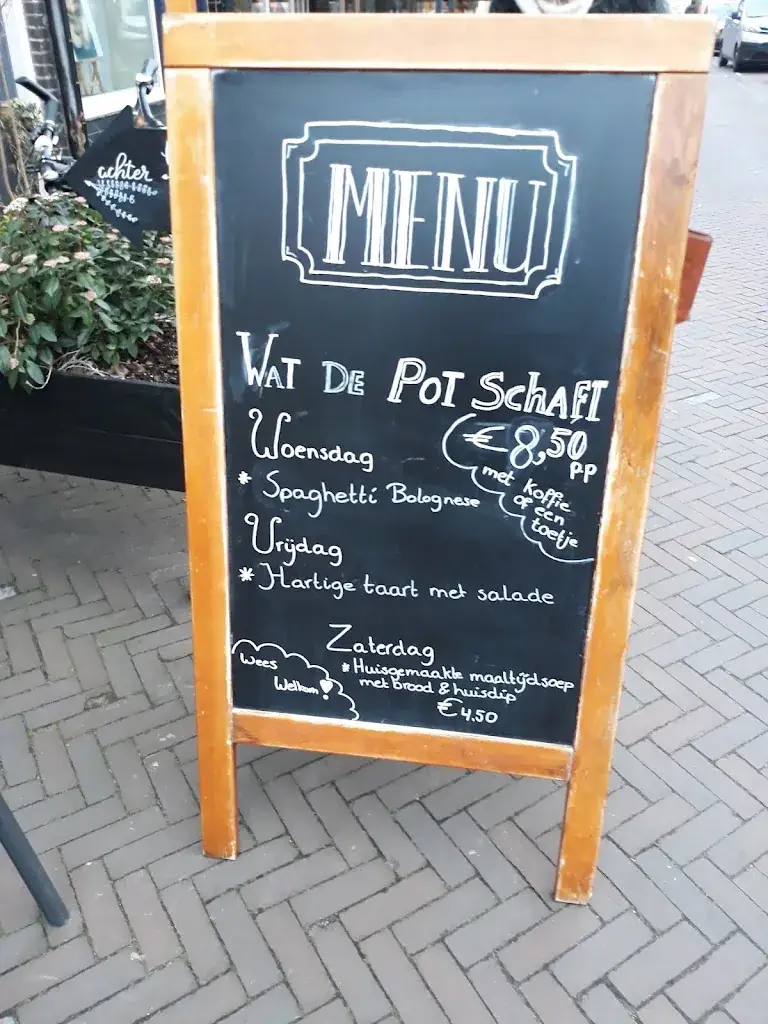 achter
MENU
WAT DE POT SCHAFT
€8,50
p.p
met koffie
of een
toetje
Woensdag
* Spaghetti Bolognese
Vrijdag
* Hartige taart met salade
Zaterdag
* Huisgemaakte maaltijdsoep
met brood & huisdip
€4.50
Wees
Welkom!